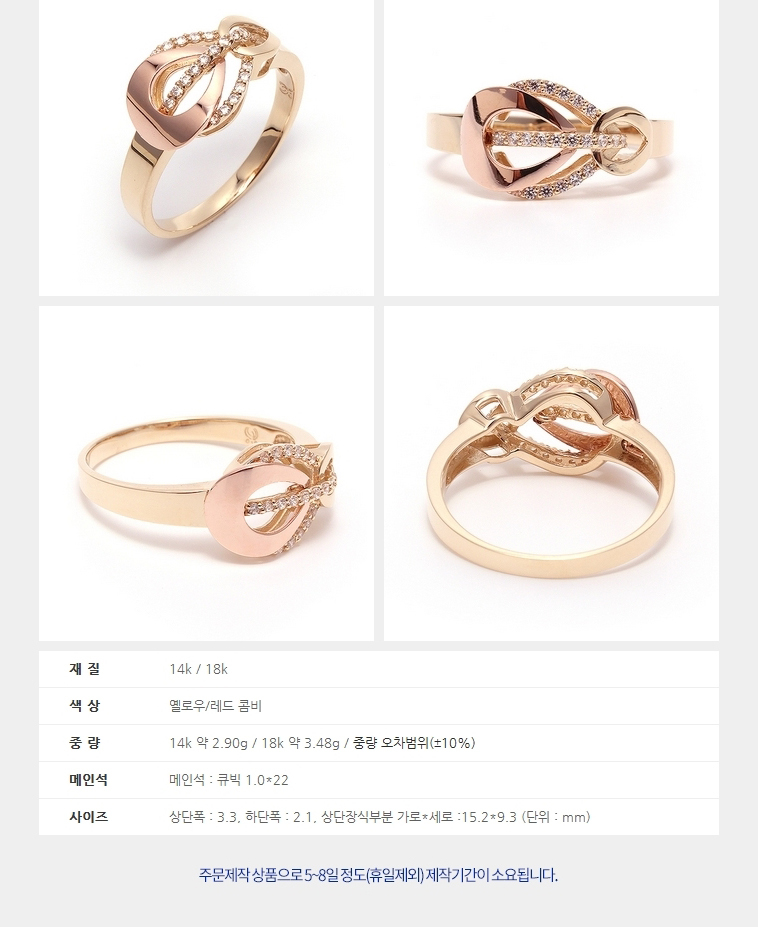 재 질 14k / 18k
색 상 옐로우/레드 콤비
중 량 14k 약 2.90g / 18k 약 3.48g / 중량 오차범위(±10%)
메인석 메인석 : 큐빅 1.0*22
사이즈 상단폭 : 3.3, 하단폭 : 2.1, 상단장식부분 가로*세로 :15.2*9.3 (단위 : mm)
주문제작 상품으로 5~8일 정도(휴일제외) 제작기간이 소요됩니다.